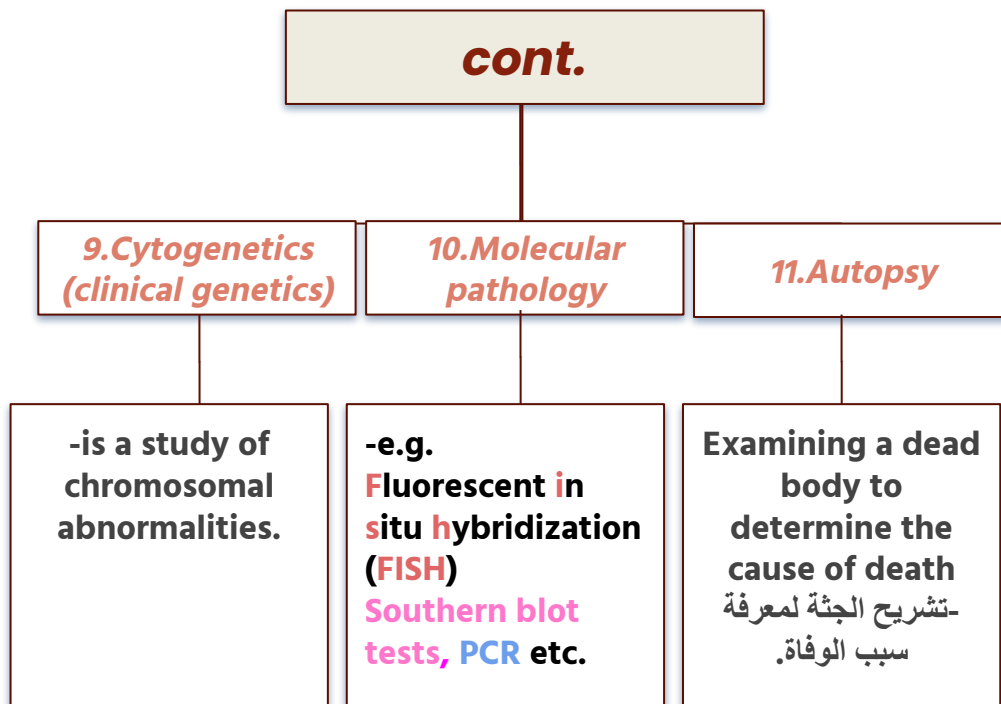 cont.
9.Cytogenetics
(clinical genetics)
10.Molecular
pathology
11.Autopsy
-is a study of
chromosomal
abnormalities.
-e.g.
Fluorescent in
situ hybridization
(FISH)
Southern blot
tests, PCR etc.
Examining a dead
body to
determine the
cause of death
-تشريح الجثة لمعرفة
سبب الوفاة.